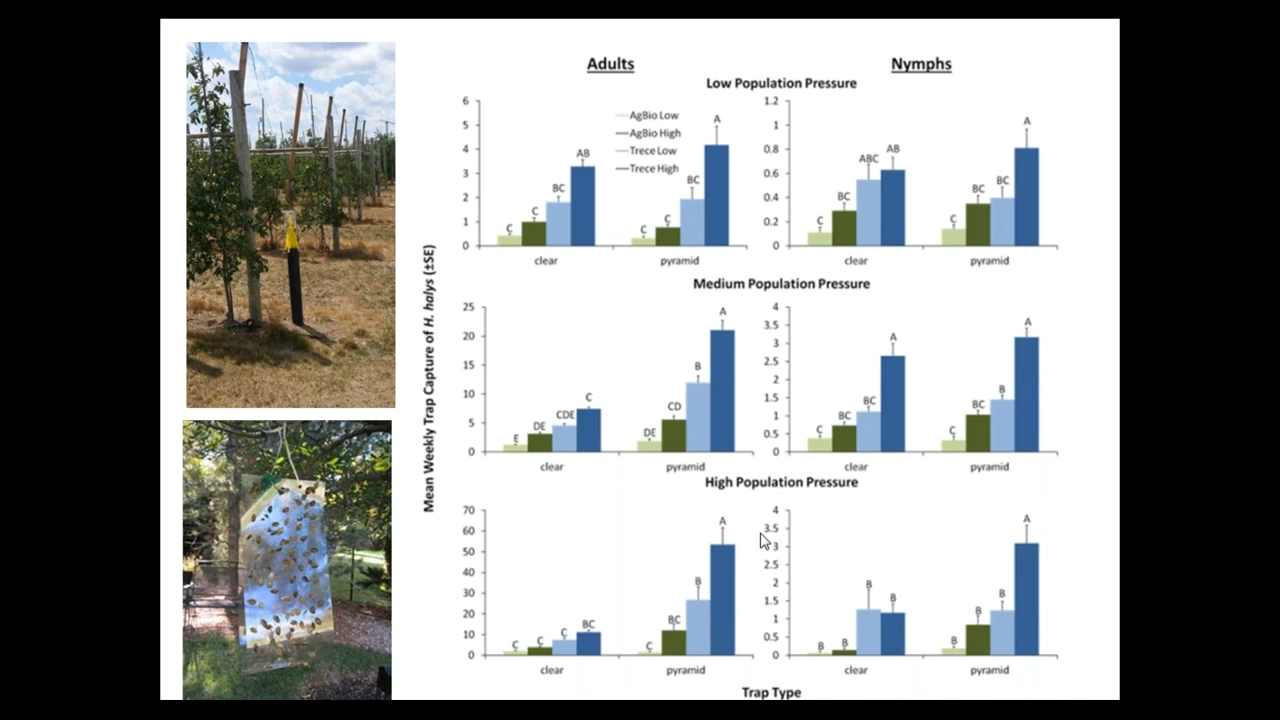 Adults
Nymphs
Low Population Pressure
6
5
4
3
2
1
0
AgBio Low
AgBio High
Trece Low
Trece High
C
C
BC
AB
C
C
BC
A
clear
pyramid
1.2
1
0.8
0.6
0.4
0.2
0
C
BC
ABC
AB
C
BC
BC
A
clear
pyramid
Mean Weekly Trap Capture of H. halys (±SE)
Medium Population Pressure
25
20
15
10
5
0
E
DE
CDE
C
DE
CD
B
A
clear
pyramid
4
3.5
3
2.5
2
1.5
1
0.5
0
C
BC
BC
A
C
BC
B
A
clear
pyramid
High Population Pressure
70
60
50
40
30
20
10
0
C
C
C
BC
C
BC
B
A
clear
pyramid
4
3.5
3
2.5
2
1.5
1
0.5
0
B
B
B
B
B
B
B
A
clear
pyramid
Trap Type